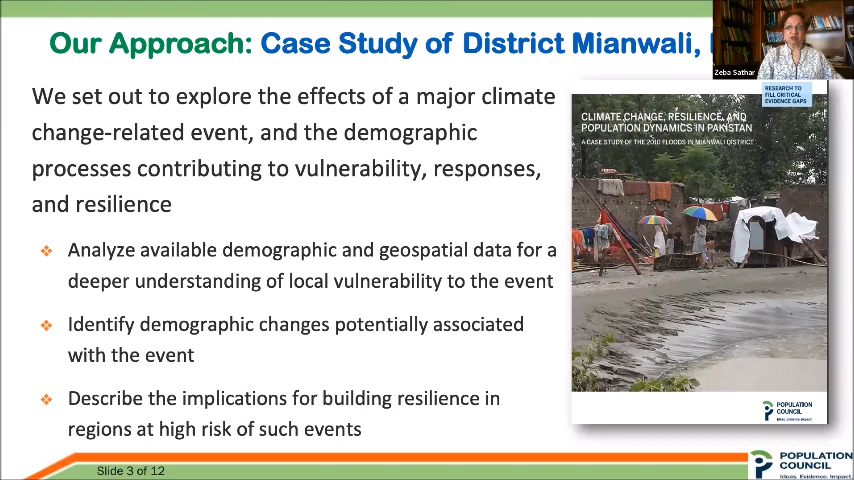 Our Approach: Case Study of District Mianwali,
Zeba Sathar
We set out to explore the effects of a major climate
change-related event, and the demographic
processes contributing to vulnerability, responses,
and resilience
❖ Analyze available demographic and geospatial data for a
deeper understanding of local vulnerability to the event
❖ Identify demographic changes potentially associated
with the event
❖ Describe the implications for building resilience in
regions at high risk of such events
RESEARCH TO
FILL CRITICAL
EVIDENCE GAPS
CLIMATE CHANGE, RESILIENCE, AND
POPULATION DYNAMICS IN PAKISTAN
A CASE STUDY OF THE 2010 FLOODS IN MIANWALI DISTRICT
POPULATION
COUNCIL
Ideas. Evidence. Impact.
Slide 3 of 12
POPULATION
COUNCIL
Ideas. Evidence. Impact.